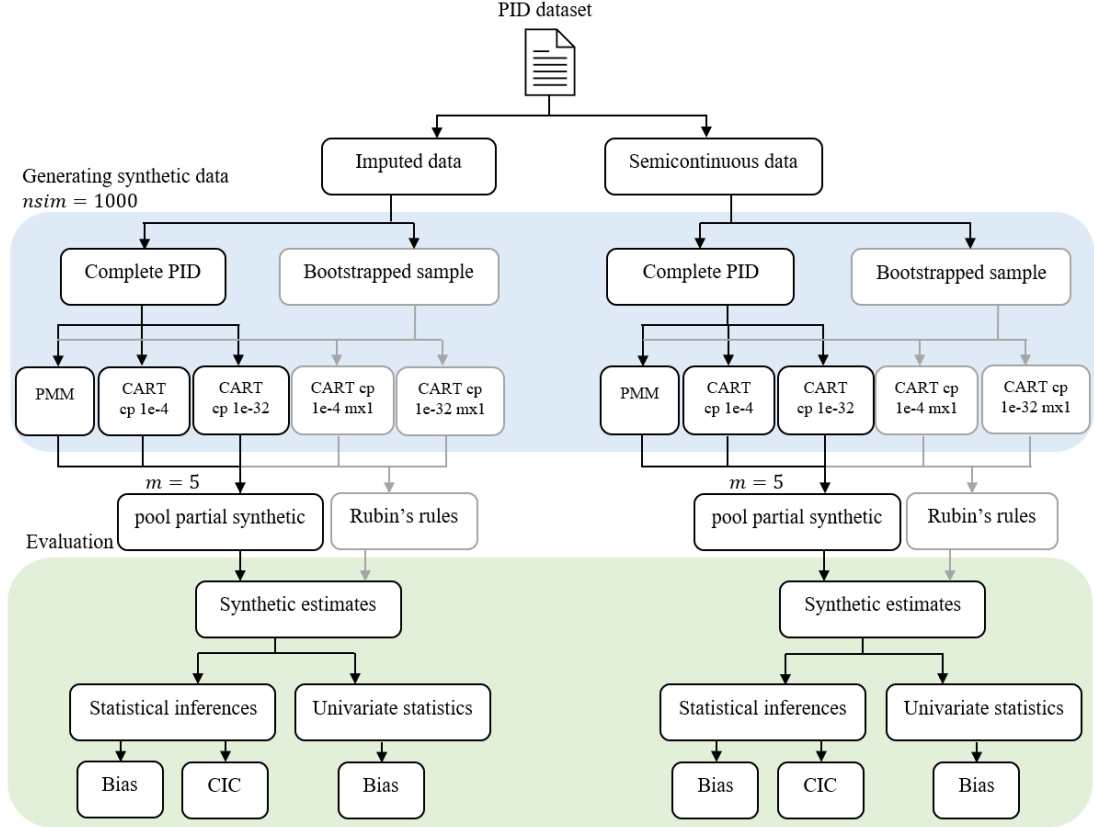 PID dataset
Imputed data
Semicontinuous data
Generating synthetic data
nsim = 1000
Complete PID
Bootstrapped sample
Complete PID
Bootstrapped sample
PMM
CART
cp 1e-4
CART
cp 1e-32
CART cp
1e-4 mx1
CART cp
1e-32 mx1
PMM
CART
cp 1e-4
CART
cp 1e-32
CART cp
1e-4 mx1
CART cp
1e-32 mx1
m = 5
m = 5
pool partial synthetic
Rubin's rules
pool partial synthetic
Rubin's rules
Evaluation
Synthetic estimates
Synthetic estimates
Statistical inferences
Univariate statistics
Statistical inferences
Univariate statistics
Bias
CIC
Bias
Bias
CIC
Bias